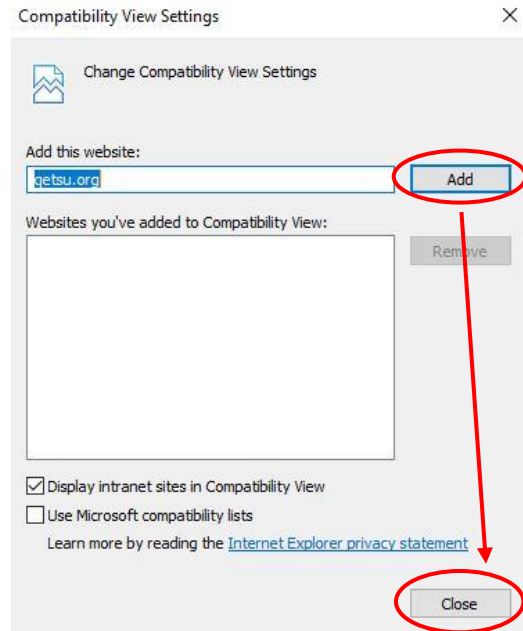 Compatibility View Settings
Change Compatibility View Settings
Add this website:
getsu.org
Add
Websites you've added to Compatibility View:
Remove
Display intranet sites in Compatibility View
Use Microsoft compatibility lists
Learn more by reading the Internet Explorer privacy statement
Close